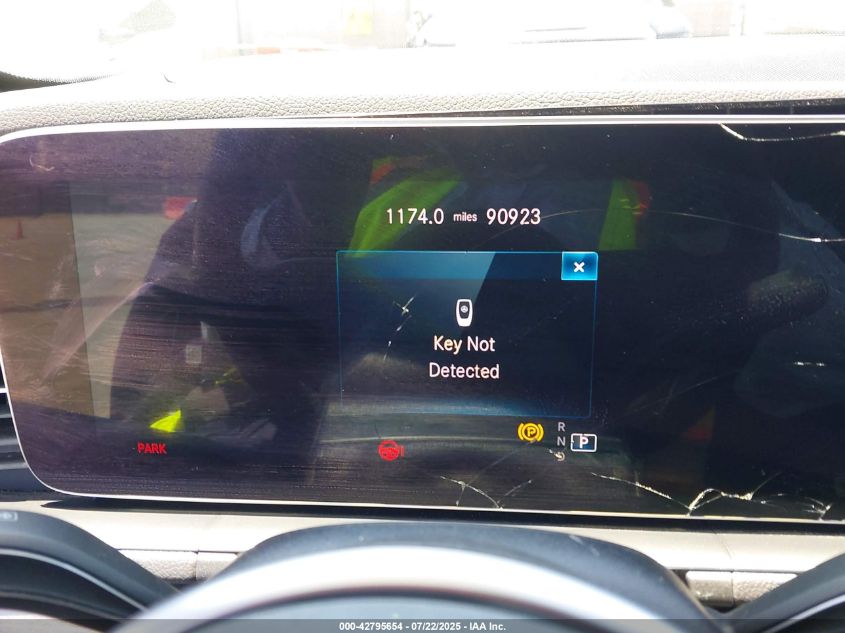 1174.0 miles 90923
×
Key Not
Detected
PARK
P
R
N
P
D
000-42795654 - 07/22/2025 - IAA Inc.